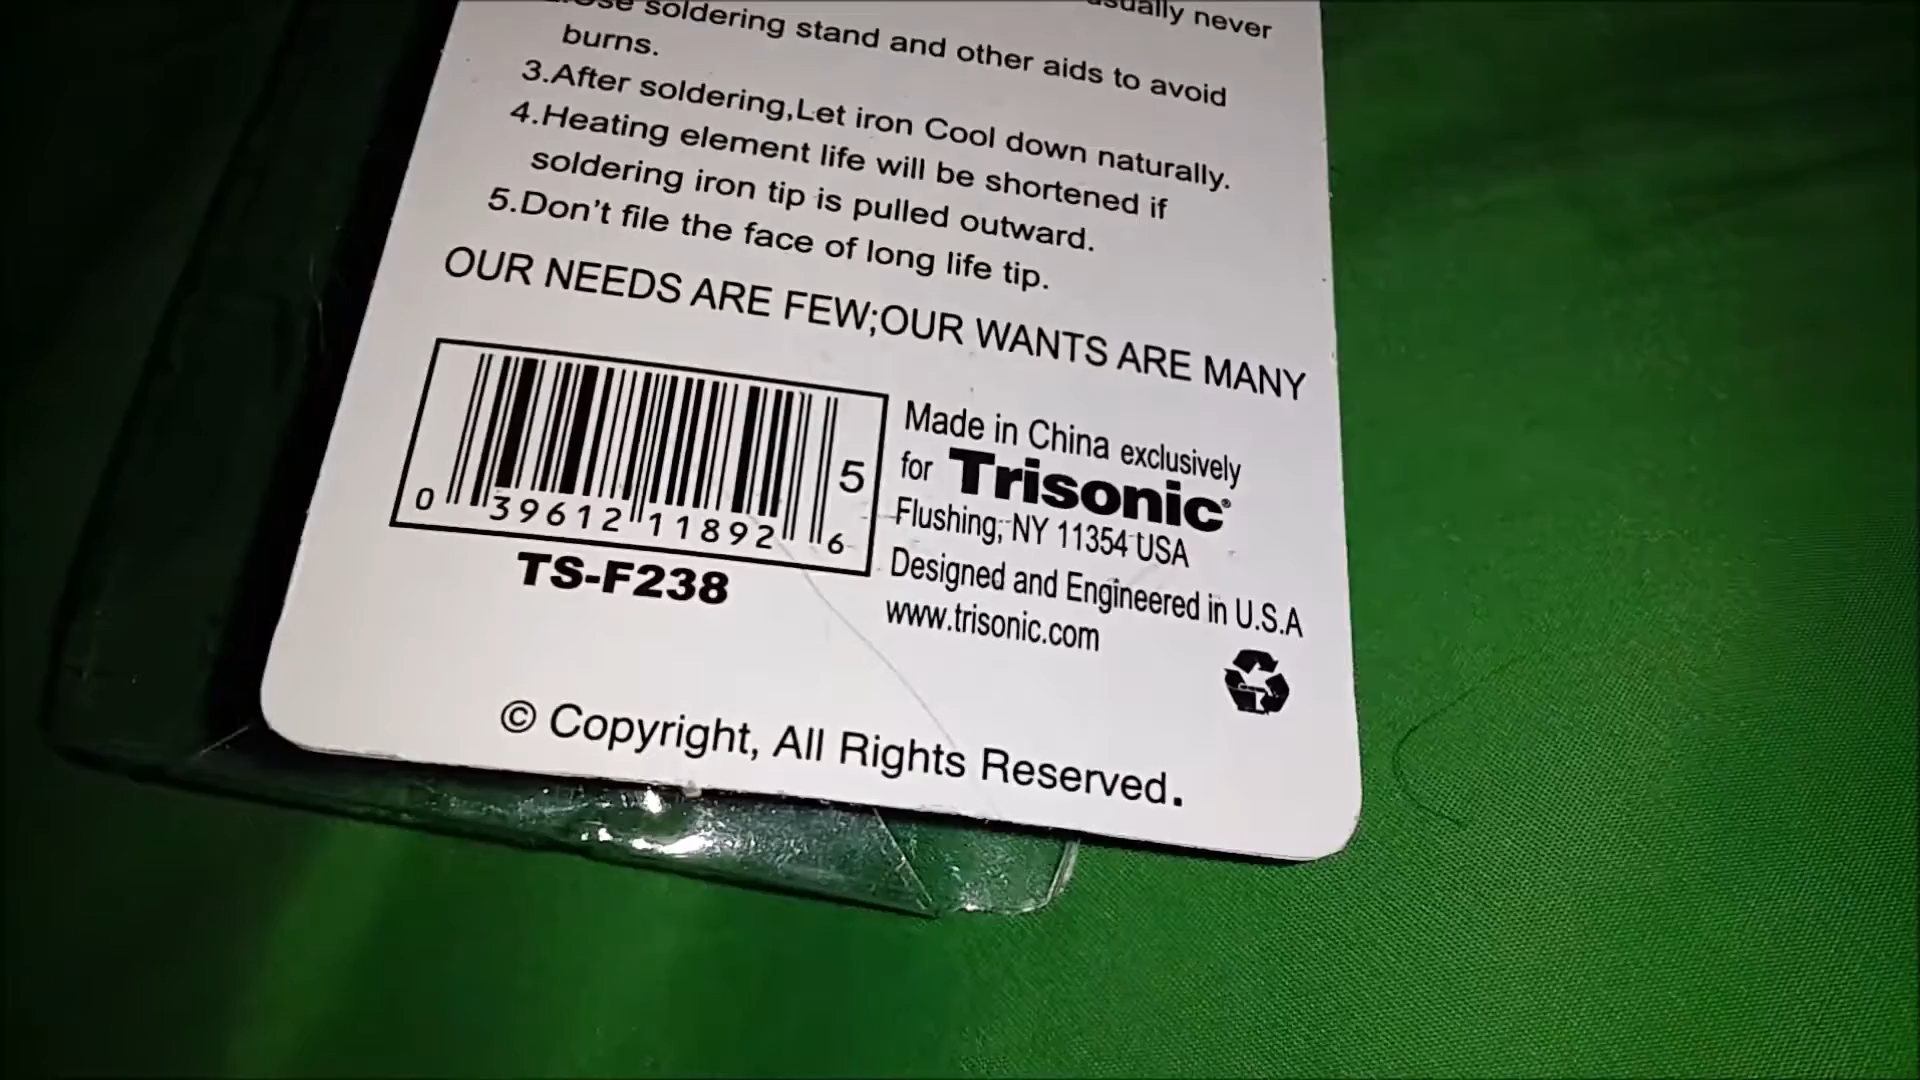 usually never
2.Use soldering stand and other aids to avoid
burns.
3.After soldering,Let iron Cool down naturally.
4.Heating element life will be shortened if
soldering iron tip is pulled outward.
5.Don't file the face of long life tip.
OUR NEEDS ARE FEW;OUR WANTS ARE MANY
5
0 39612 11892 6
TS-F238
Made in China exclusively
for Trisonic®
Flushing, NY 11354 USA
Designed and Engineered in U.S.A
www.trisonic.com
© Copyright, All Rights Reserved.